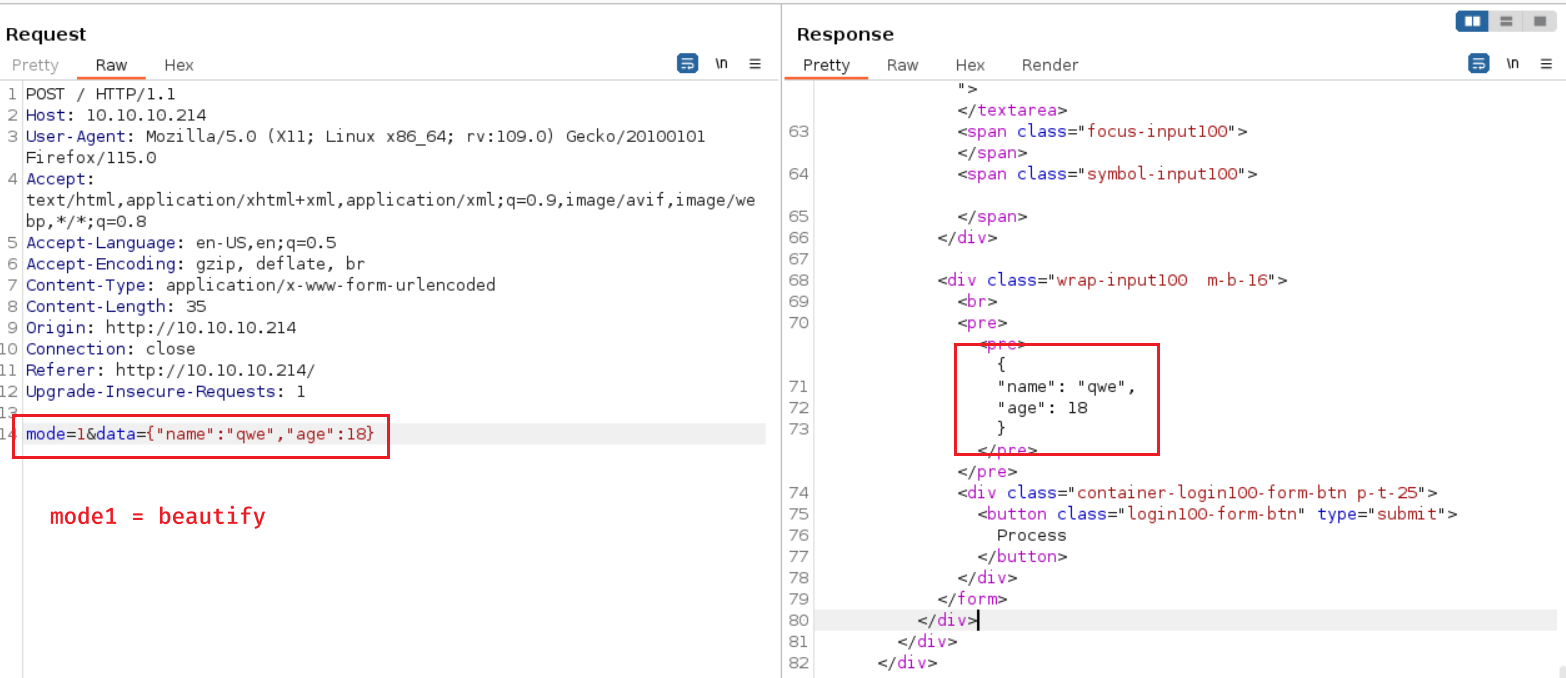 Request
Pretty Raw Hex
\n
1 POST / HTTP/1.1
2 Host: 10.10.10.214
3 User-Agent: Mozilla/5.0 (X11; Linux x86_64; rv:109.0) Gecko/20100101
Firefox/115.0
4 Accept:
text/html,application/xhtml+xml,application/xml;q=0.9,image/avif,image/we
bp,*/*;q=0.8
5 Accept-Language: en-US,en;q=0.5
6 Accept-Encoding: gzip, deflate, br
7 Content-Type: application/x-www-form-urlencoded
8 Content-Length: 35
9 Origin: http://10.10.10.214
10 Connection: close
11 Referer: http://10.10.10.214/
12 Upgrade-Insecure-Requests: 1
13
14 mode=1&data={"name":"qwe","age":18}
mode1 = beautify
Response
Pretty Raw Hex Render
\n
">
</textarea>
63 <span class="focus-input100">
</span>
64 <span class="symbol-input100">
65 </span>
66 </div>
67
68 <div class="wrap-input100  m-b-16">
69 <br>
70 <pre>
<pre>
{
71 "name": "qwe",
72 "age": 18
73 }
</pre>
</pre>
74 <div class="container-login100-form-btn p-t-25">
75 <button class="login100-form-btn" type="submit">
76 Process
77 </button>
78 </div>
79 </form>
80 </div>
81 </div>
82 </div>